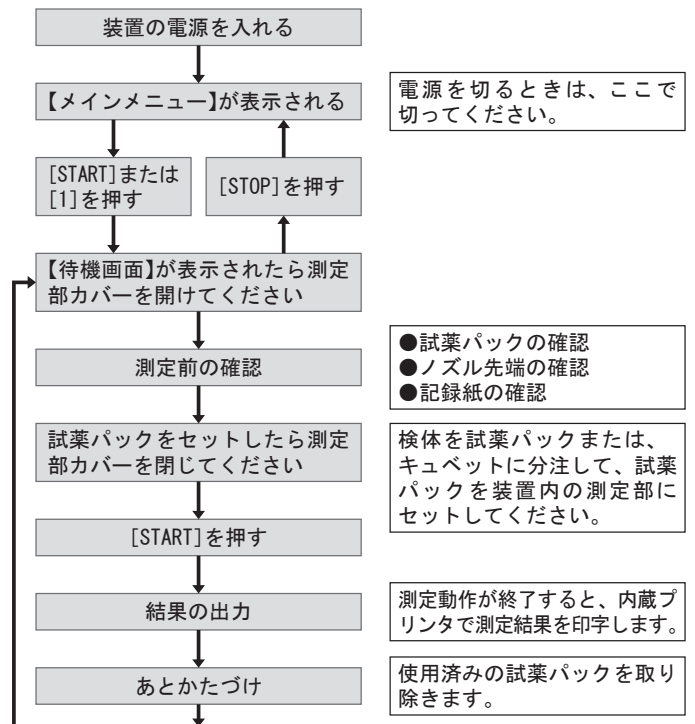 装置の電源を入れる
【メインメニュー】が表示される
電源を切るときは、ここで
切ってください。
[START]または
[1]を押す
[STOP]を押す
【待機画面】が表示されたら測定
部カバーを開けてください
測定前の確認
●試薬パックの確認
●ノズル先端の確認
●記録紙の確認
試薬パックをセットしたら測定
部カバーを閉じてください
検体を試薬パックまたは、
キュベットに分注して、試薬
パックを装置内の測定部に
セットしてください。
[START]を押す
結果の出力
測定動作が終了すると、内蔵プ
リンタで測定結果を印字します。
あとかたづけ
使用済みの試薬パックを取り
除きます。